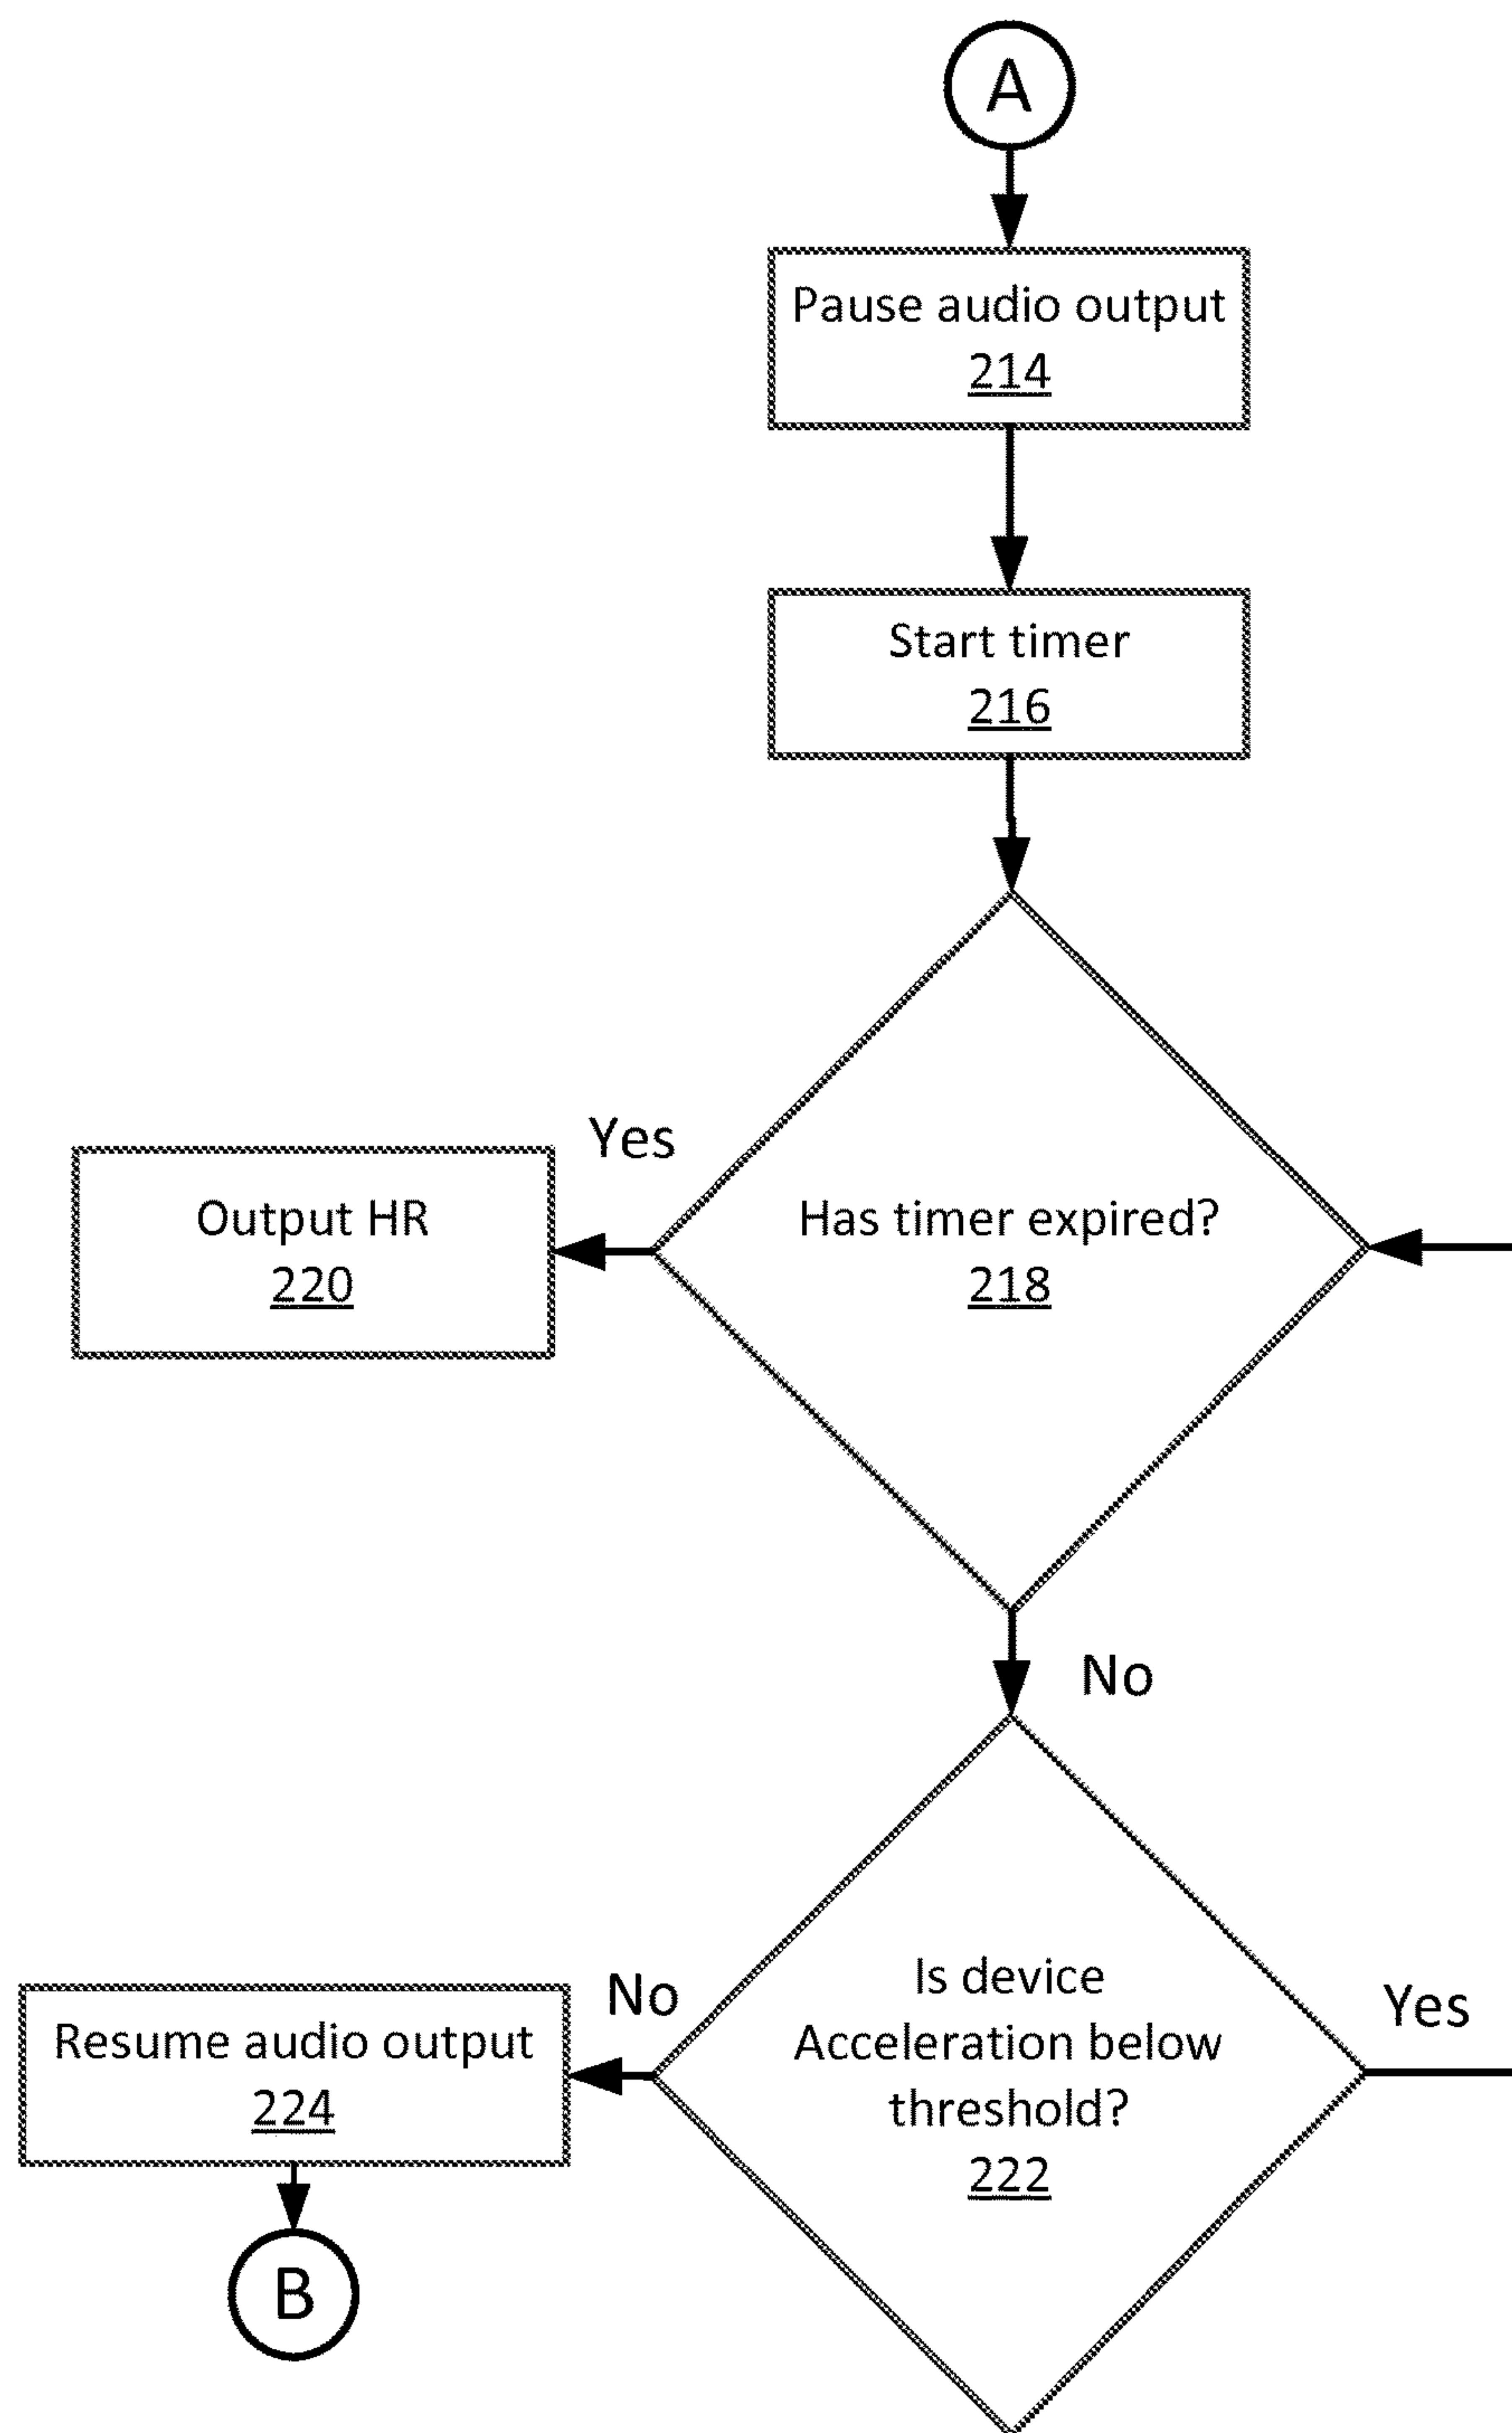 A
Pause audio output
214
Start timer
216
Yes
Output HR
220
Has timer expired?
218
No
Is device
Acceleration below
threshold?
222
No
Yes
Resume audio output
224
B